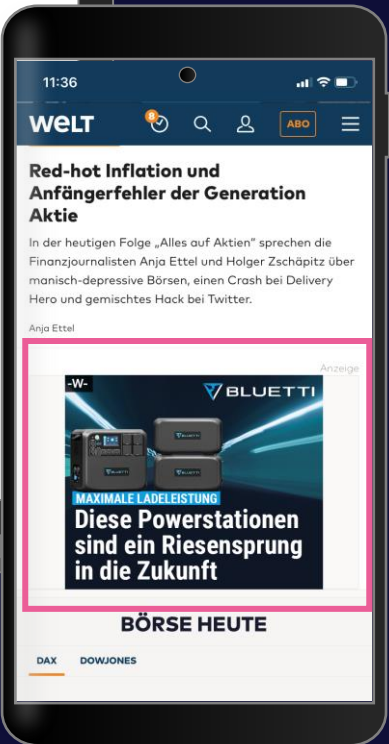 11:36
welt
8
ABO
Red-hot Inflation und
Anfängerfehler der Generation
Aktie
In der heutigen Folge „Alles auf Aktien“ sprechen die
Finanzjournalisten Anja Ettel und Holger Zschäpitz über
manisch-depressive Börsen, einen Crash bei Delivery
Hero und gemischtes Hack bei Twitter.
Anja Ettel
Anzeige
-W-
BLUETTI
BLUETTI
BLUETTI
MAXIMALE LADELEISTUNG
Diese Powerstationen
sind ein Riesensprung
in die Zukunft
BÖRSE HEUTE
DAX DOWJONES